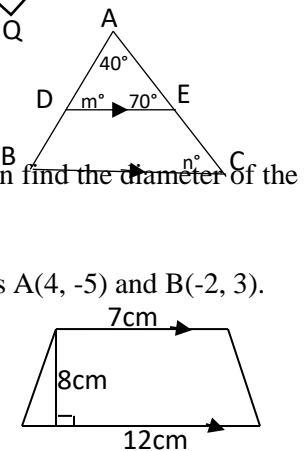 Q
A
40°
D m° 70° E
B n° C
n find the diameter of the
s A(4, -5) and B(-2, 3).
7cm
8cm
12cm